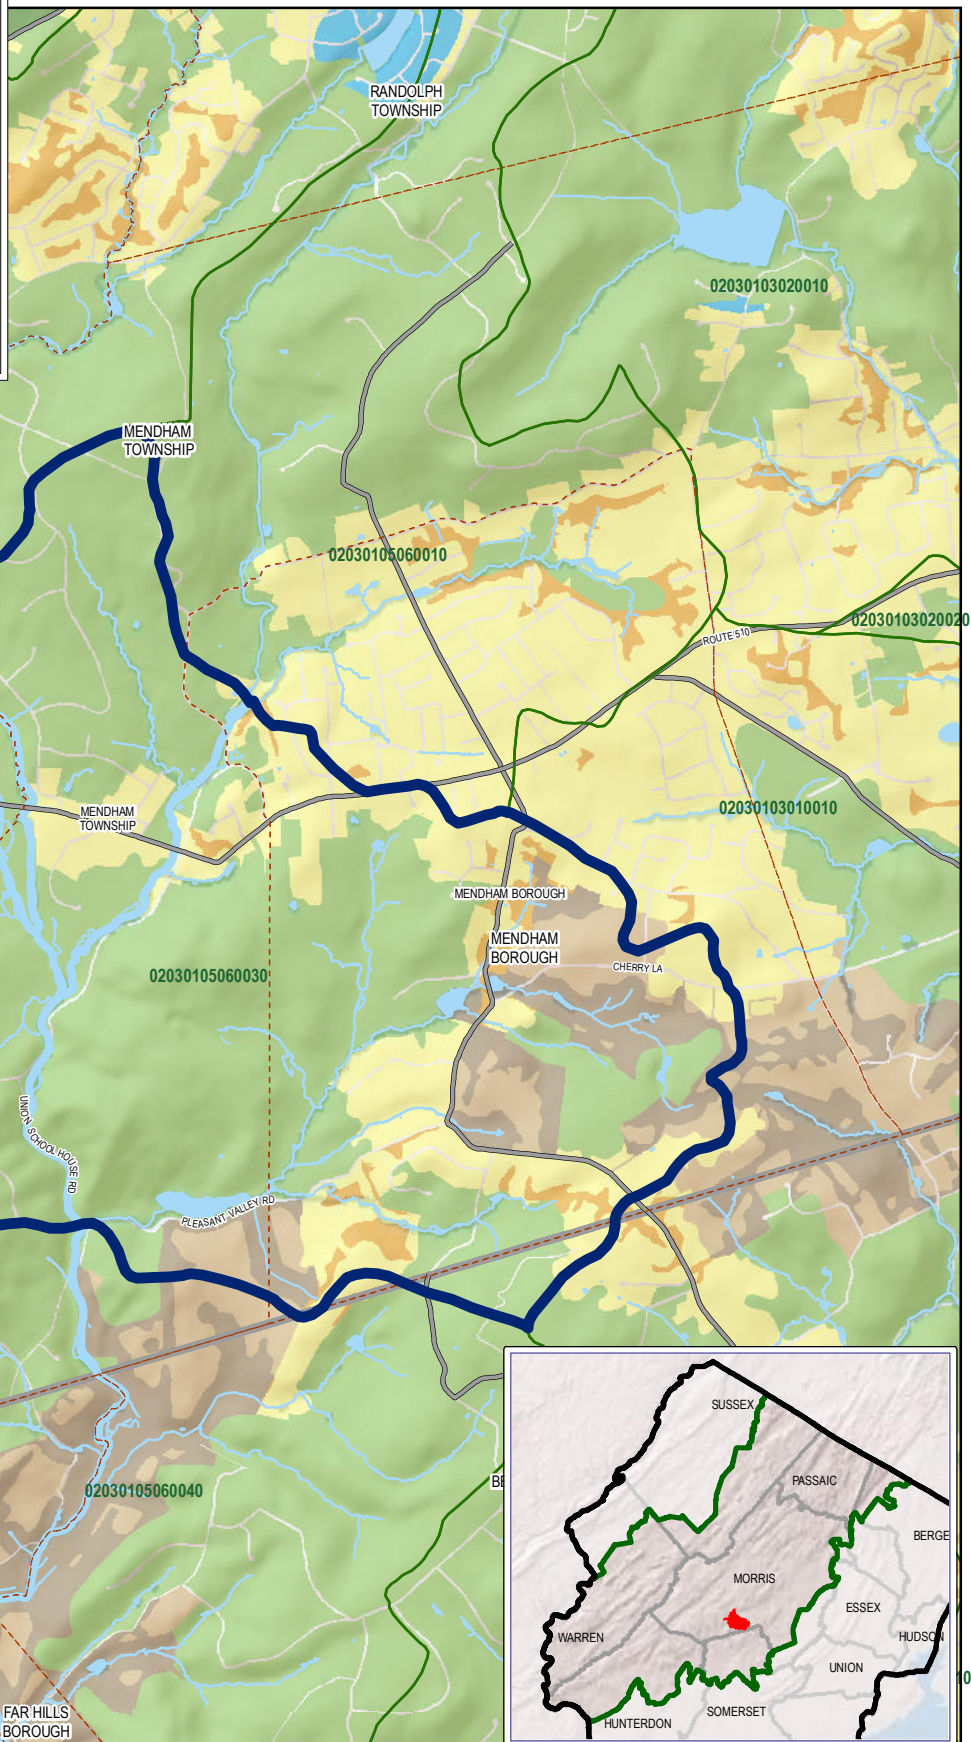 RANDOLPH
TOWNSHIP
02030103020010
MENDHAM
TOWNSHIP
02030105060010
02030103020020
ROUTE 510
MENDHAM
TOWNSHIP
02030103010010
MENDHAM BOROUGH
MENDHAM
BOROUGH
CHERRY LA
02030105060030
UNION SCHOOL HOUSE RD
PLEASANT VALLEY RD
02030105060040
BE
SUSSEX
PASSAIC
BERGE
MORRIS
ESSEX
HUDSON
WARREN
UNION
SOMERSET
HUNTERDON
10
FAR HILLS
BOROUGH